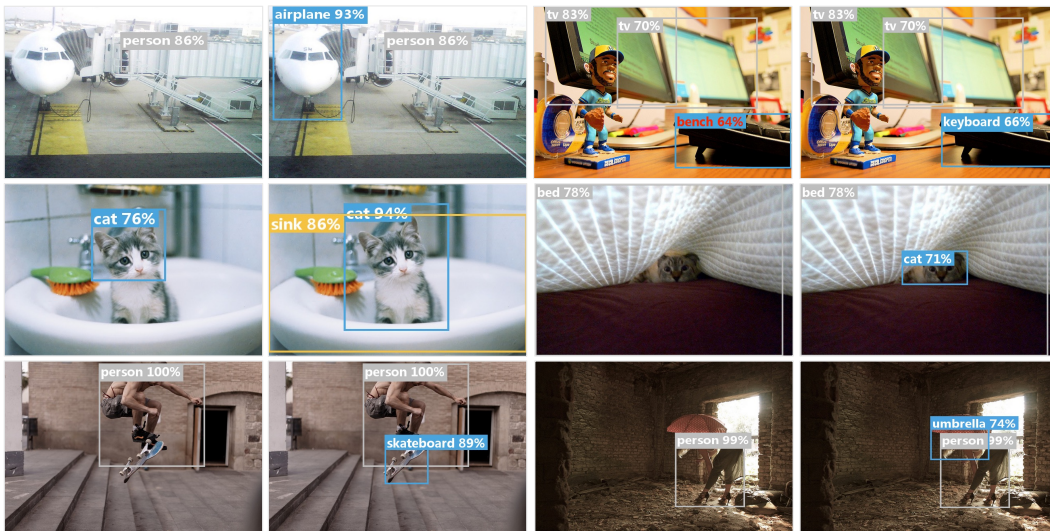 person 86%
airplane 93%
person 86%
tv 83%
tv 70%
bench 64%
tv 83%
tv 70%
keyboard 66%
cat 76%
sink 86%
cat 94%
bed 78%
bed 78%
cat 71%
person 100%
person 100%
skateboard 89%
person 99%
umbrella 74%
person 99%